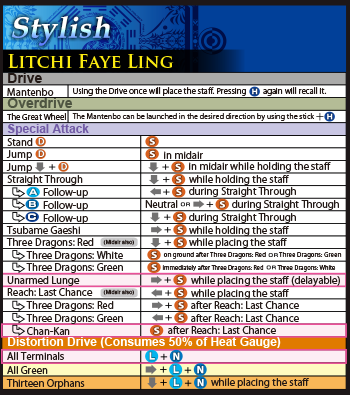 Stylish
LITCHI FAYE LING
Drive
Mantenbo Using the Drive once will place the staff. Pressing H again will recall it.
Overdrive
The Great Wheel The Mantenbo can be launched in the desired direction by using the stick + H
Special Attack
Stand D S
Jump D S in midair
Jump ⬇ + D ⬇ + S in midair while holding the staff
Straight Through ⬇ + S while holding the staff
A Follow-up ⬅ + S during Straight Through
B Follow-up Neutral OR ➡ + S during Straight Through
C Follow-up ⬇ + S during Straight Through
Tsubame Gaeshi ➡ + S while holding the staff
Three Dragons: Red (Midair also) ⬇ + S while placing the staff
Three Dragons: White S on ground after Three Dragons: Red OR Three Dragons: Green
Three Dragons: Green S immediately after Three Dragons: Red OR Three Dragons: White
Unarmed Lunge ➡ + S while placing the staff (delayable)
Reach: Last Chance (Midair also) ⬅ + S while placing the staff
Three Dragons: Red ➡ + S after Reach: Last Chance
Three Dragons: Green ⬅ + S after Reach: Last Chance
Chan-Kan S after Reach: Last Chance
Distortion Drive (Consumes 50% of Heat Gauge)
All Terminals L + N
All Green ➡ + L + N
Thirteen Orphans ⬇ + L + N while placing the staff